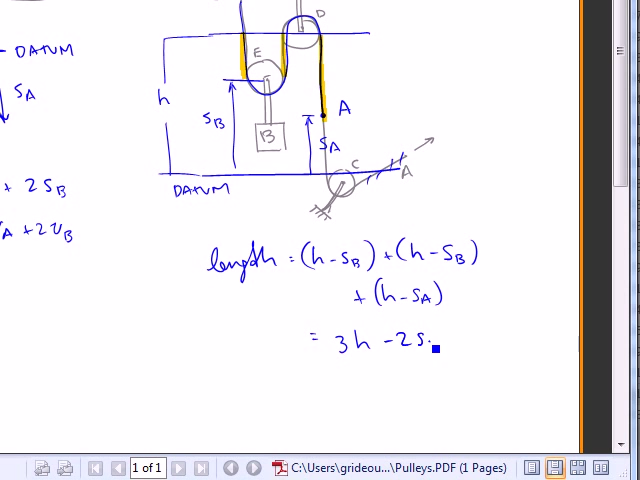 - DATUM
SA
+ 2SB
A + 2VB
D
E
h
SB
B
A
SA
C
A
DATUM
length = (h - SB) + (h - SB)
+ (h - SA)
= 3h - 2S
1 of 1
C:\Users\grideou...\Pulleys.PDF (1 Pages)